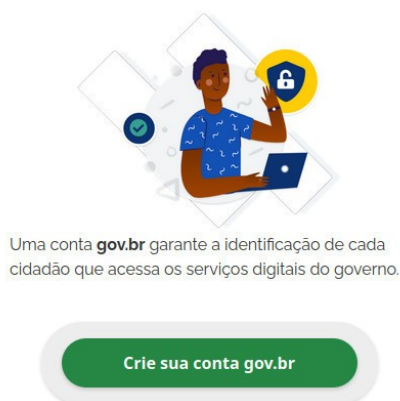 Uma conta gov.br garante a identificação de cada
cidadão que acessa os serviços digitais do governo.
Crie sua conta gov.br